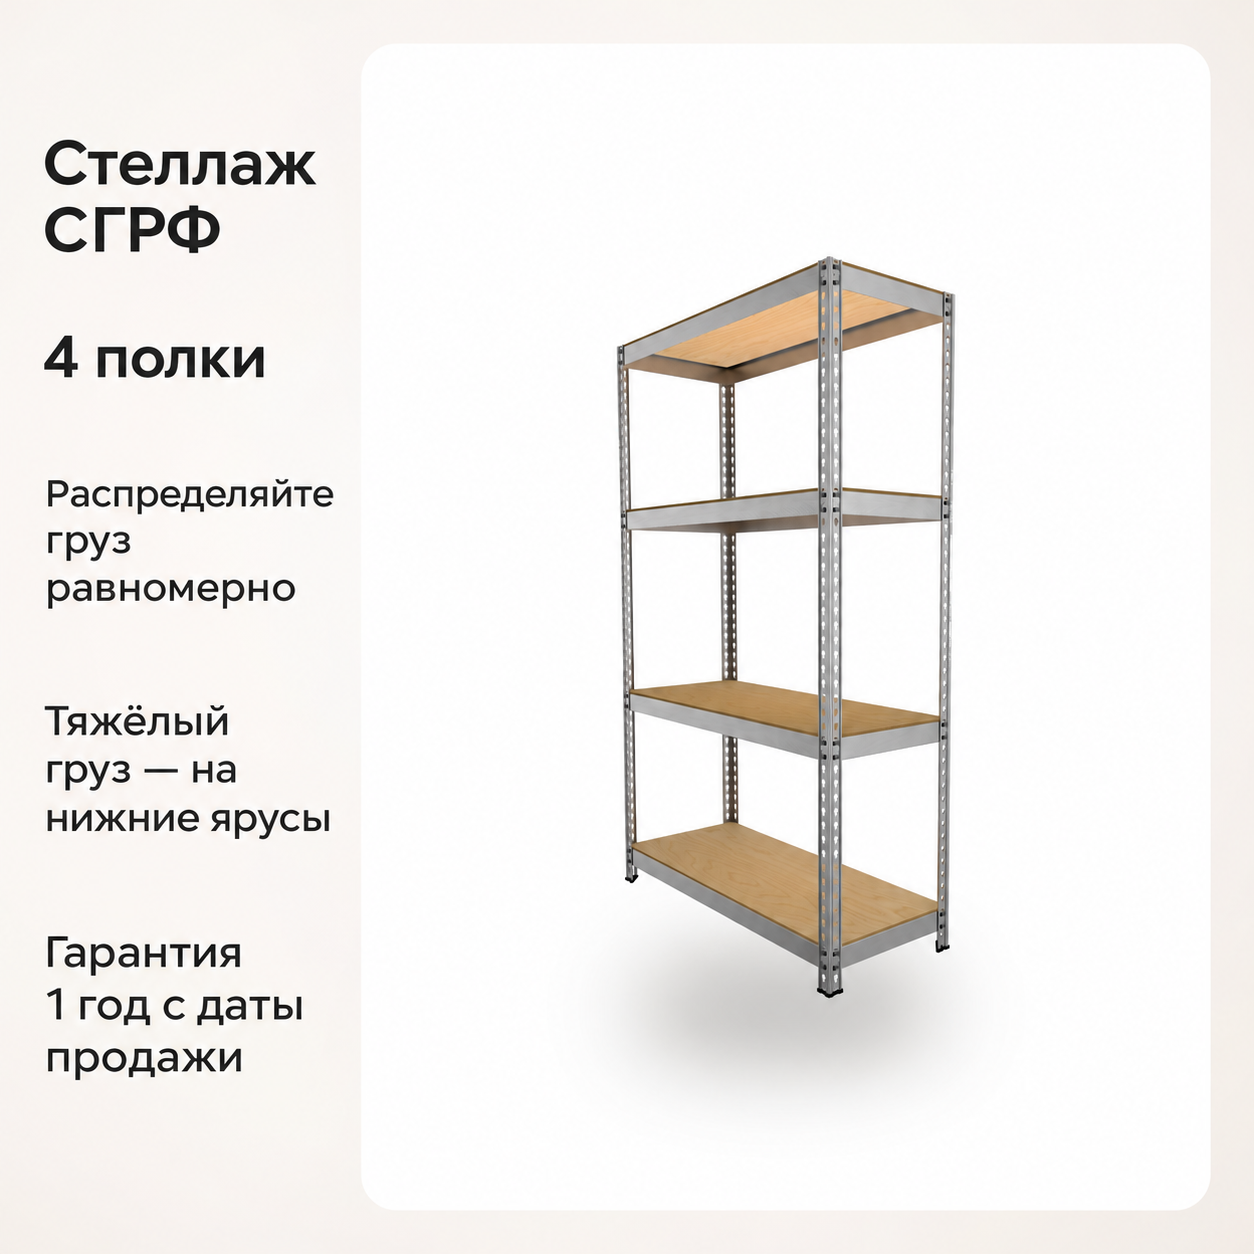 Стеллаж
СГРФ
4 полки
Распределяйте
груз
равномерно
Тяжёлый
груз — на
нижние ярусы
Гарантия
1 год с даты
продажи